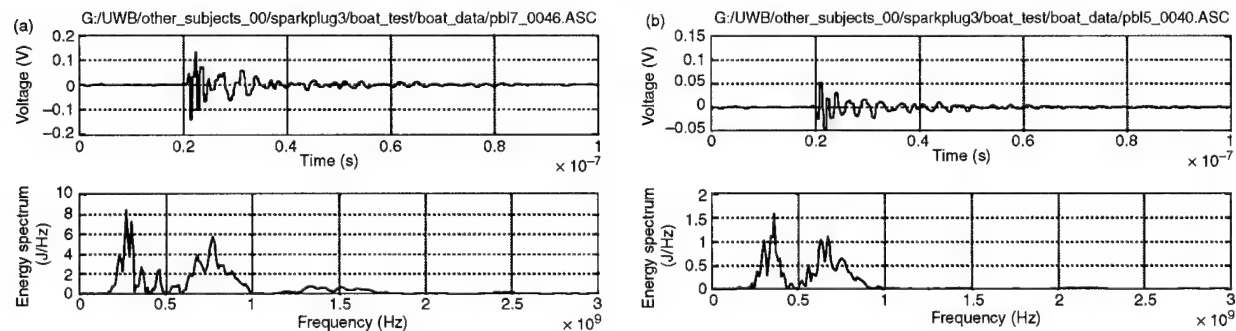 (a) G:/UWB/other_subjects_00/sparkplug3/boat_test/boat_data/pbl7_0046.ASC
Voltage (V)
0.2
0.1
0
−0.1
−0.2
0 0.2 0.4 0.6 0.8 1
Time (s) × 10⁻⁷
Energy spectrum
(J/Hz)
10
8
6
4
2
0
0 0.5 1 1.5 2 2.5 3
Frequency (Hz) × 10⁹
(b) G:/UWB/other_subjects_00/sparkplug3/boat_test/boat_data/pbl5_0040.ASC
Voltage (V)
0.15
0.1
0.05
0
−0.05
0 0.2 0.4 0.6 0.8 1
Time (s) × 10⁻⁷
Energy spectrum
(J/Hz)
2
1.5
1
0.5
0
0 0.5 1 1.5 2 2.5 3
Frequency (Hz) × 10⁹